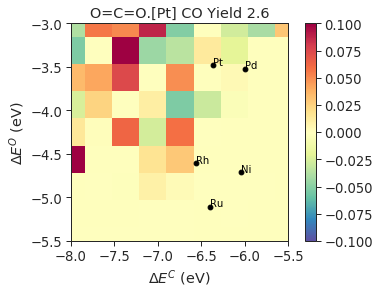 O=C=O.[Pt] CO Yield 2.6
−3.0
−3.5
−4.0
−4.5
−5.0
−5.5
ΔE^O (eV)
Pt
Pd
Rh
Ni
Ru
−8.0 −7.5 −7.0 −6.5 −6.0 −5.5
ΔE^C (eV)
0.100
0.075
0.050
0.025
0.000
−0.025
−0.050
−0.075
−0.100